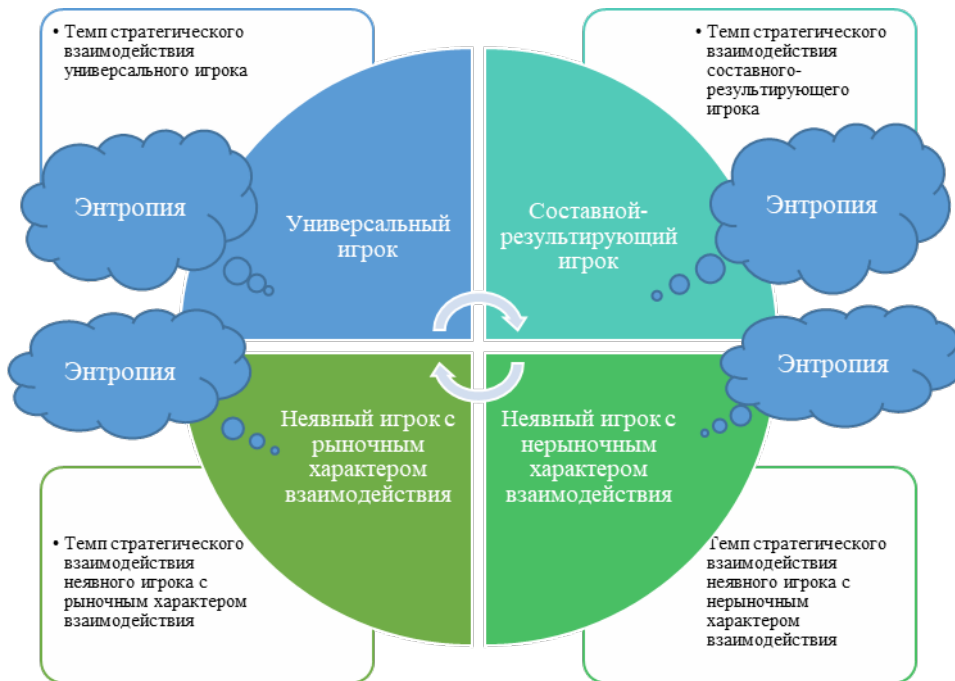 • Темп стратегического
взаимодействия
универсального игрока
• Темп стратегического
взаимодействия
составного-
результирующего
игрока
Энтропия
Энтропия
Универсальный
игрок
Составной-
результирующий
игрок
Энтропия
Энтропия
Неявный игрок с
рыночным
характером
взаимодействия
Неявный игрок с
нерыночным
характером
взаимодействия
• Темп стратегического
взаимодействия
неявного игрока с
рыночным характером
взаимодействия
Темп стратегического
взаимодействия
неявного игрока с
нерыночным
характером
взаимодействия